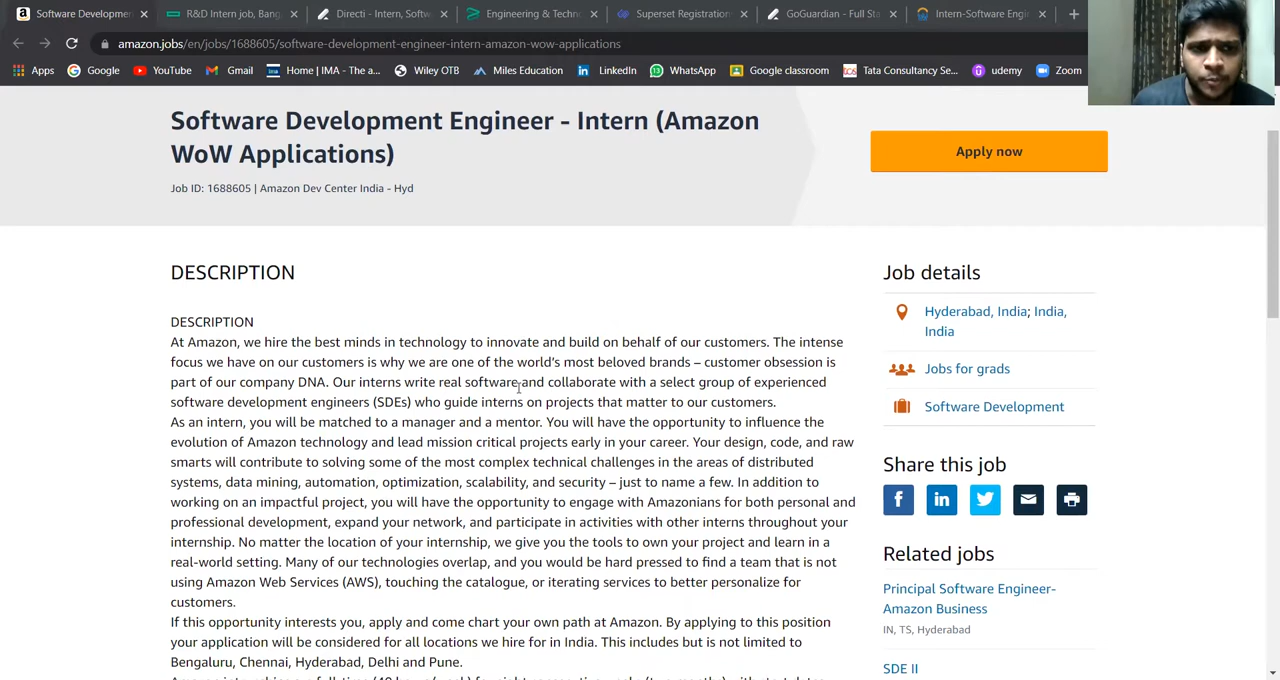 Software Developmen
R&D Intern job, Bang
Directi - Intern, Softw
Engineering & Techn
Superset Registration
GoGuardian - Full Sta
Intern-Software Engi
amazon.jobs/en/jobs/1688605/software-development-engineer-intern-amazon-wow-applications
Apps Google YouTube Gmail Home | IMA - The a... Wiley OTB Miles Education LinkedIn WhatsApp Google classroom Tata Consultancy Se... udemy Zoom
Software Development Engineer - Intern (Amazon
WoW Applications)
Apply now
Job ID: 1688605 | Amazon Dev Center India - Hyd
DESCRIPTION
DESCRIPTION
At Amazon, we hire the best minds in technology to innovate and build on behalf of our customers. The intense
focus we have on our customers is why we are one of the world's most beloved brands – customer obsession is
part of our company DNA. Our interns write real software and collaborate with a select group of experienced
software development engineers (SDEs) who guide interns on projects that matter to our customers.
As an intern, you will be matched to a manager and a mentor. You will have the opportunity to influence the
evolution of Amazon technology and lead mission critical projects early in your career. Your design, code, and raw
smarts will contribute to solving some of the most complex technical challenges in the areas of distributed
systems, data mining, automation, optimization, scalability, and security – just to name a few. In addition to
working on an impactful project, you will have the opportunity to engage with Amazonians for both personal and
professional development, expand your network, and participate in activities with other interns throughout your
internship. No matter the location of your internship, we give you the tools to own your project and learn in a
real-world setting. Many of our technologies overlap, and you would be hard pressed to find a team that is not
using Amazon Web Services (AWS), touching the catalogue, or iterating services to better personalize for
customers.
If this opportunity interests you, apply and come chart your own path at Amazon. By applying to this position
your application will be considered for all locations we hire for in India. This includes but is not limited to
Bengaluru, Chennai, Hyderabad, Delhi and Pune.
Job details
Hyderabad, India; India,
India
Jobs for grads
Software Development
Share this job
Related jobs
Principal Software Engineer-
Amazon Business
IN, TS, Hyderabad
SDE II